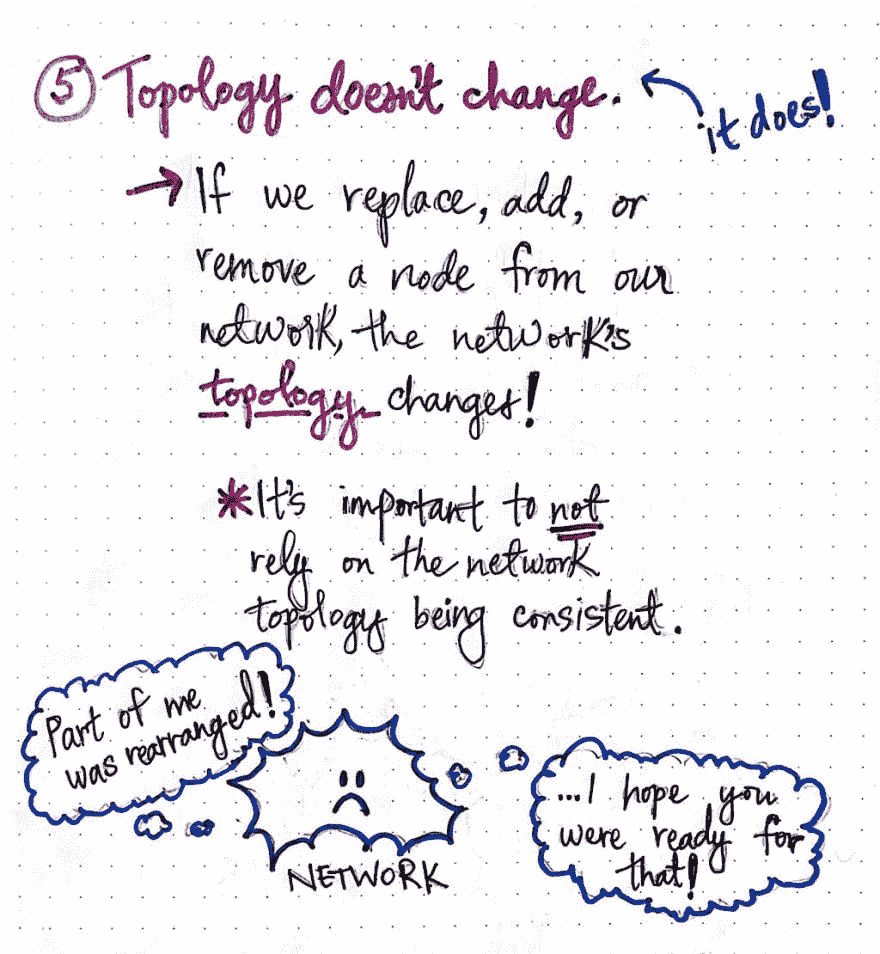 5 Topology doesn't change.
it does!
→ If we replace, add, or
remove a node from our
network, the network's
topology changes!
* It's important to not
rely on the network
topology being consistent.
Part of me
was rearranged!
...I hope you
were ready for
that!
NETWORK